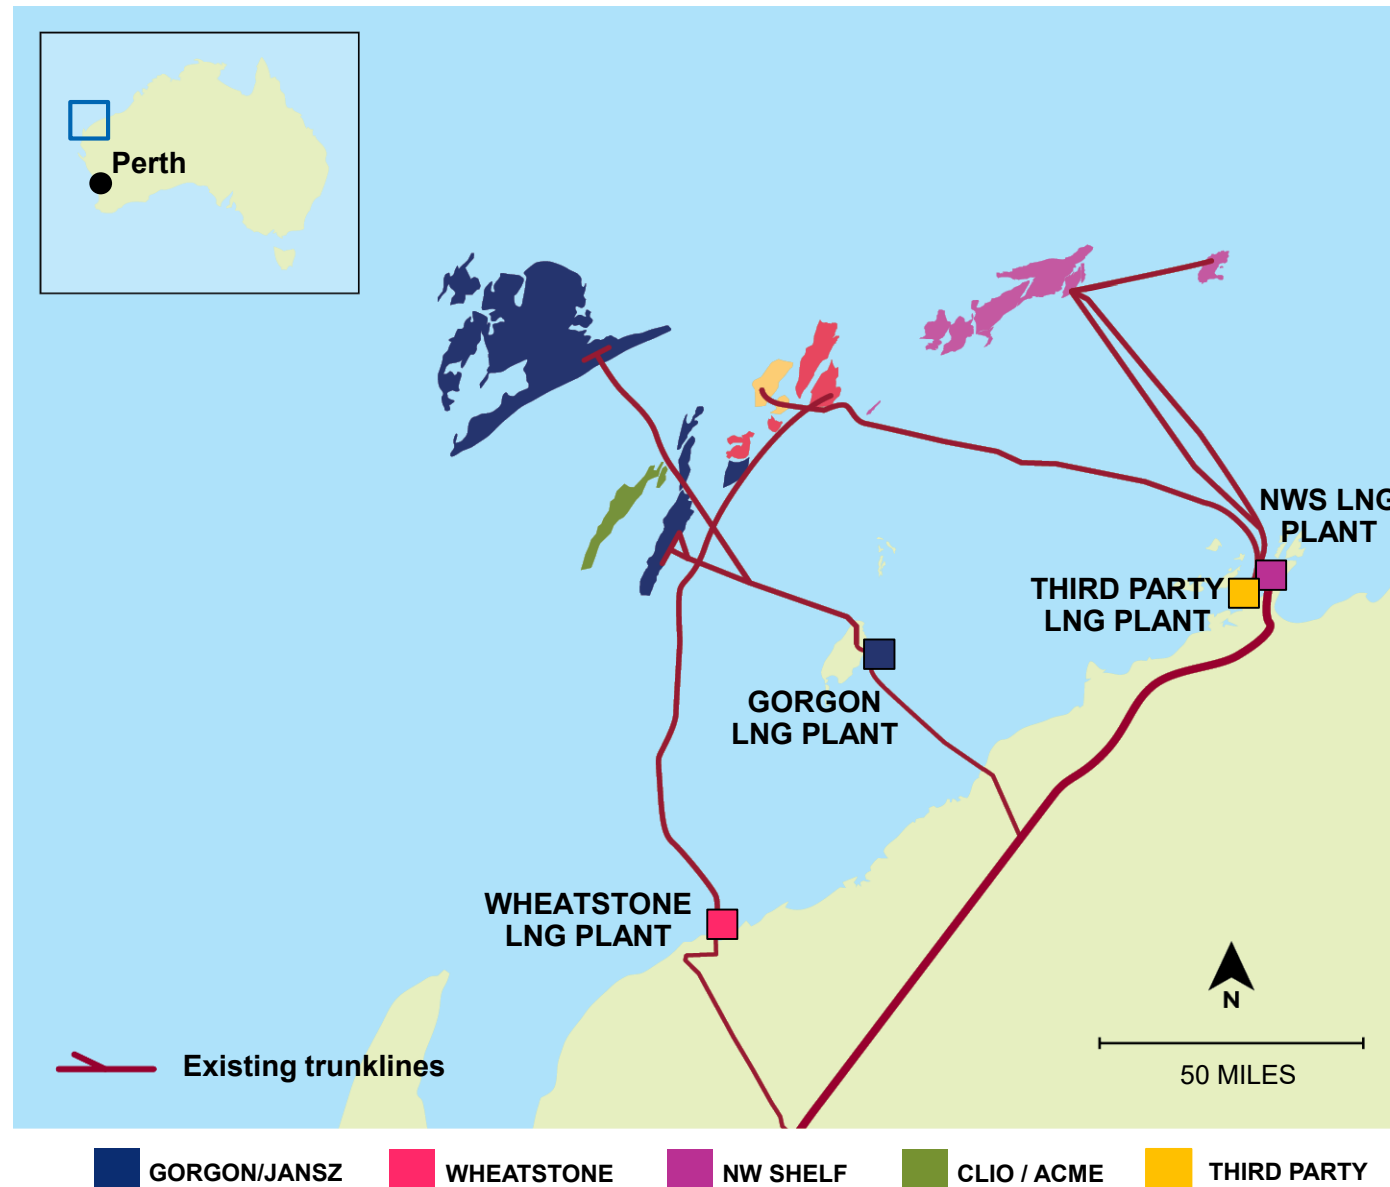 Perth
NWS LNG
PLANT
THIRD PARTY
LNG PLANT
GORGON
LNG PLANT
WHEATSTONE
LNG PLANT
N
50 MILES
Existing trunklines
GORGON/JANSZ
WHEATSTONE
NW SHELF
CLIO / ACME
THIRD PARTY